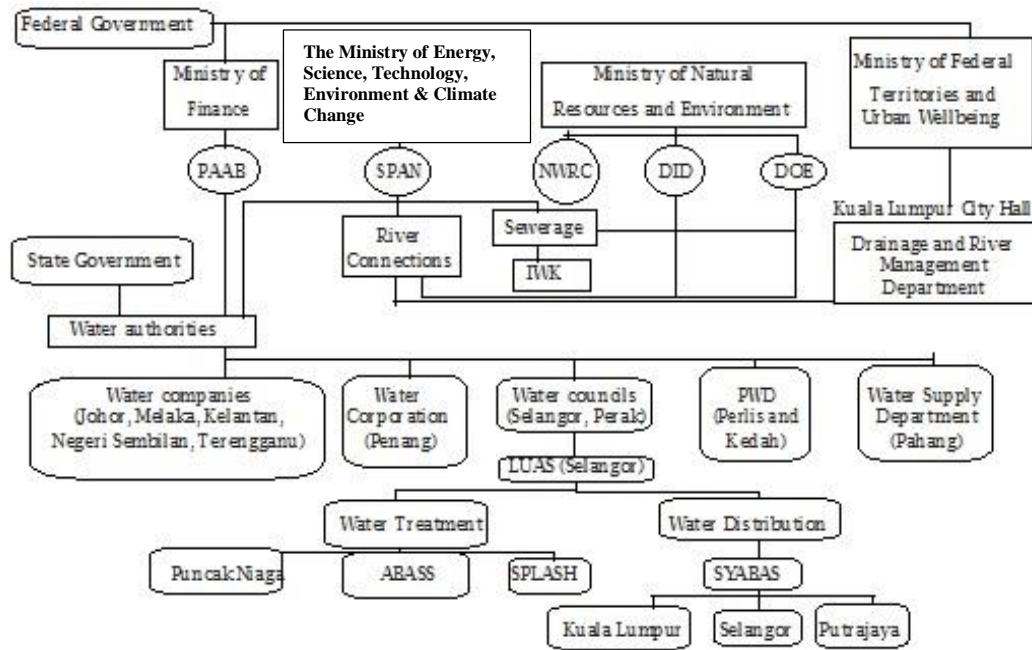 Federal Government
Ministry of
Finance
The Ministry of Energy,
Science, Technology,
Environment & Climate
Change
Ministry of Natural
Resources and Environment
Ministry of Federal
Territories and
Urban Wellbeing
PAAB
SPAN
NWRC
DID
DOE
Kuala Lumpur City Hall
Drainage and River
Management
Department
River
Connections
Sewerage
IWK
State Government
Water authorities
Water companies
(Johor, Melaka, Kelantan,
Negeri Sembilan, Terengganu)
Water
Corporation
(Penang)
Water councils
(Selangor, Perak)
PWD
(Perlis and
Kedah)
Water Supply
Department
(Pahang)
LUAS (Selangor)
Water Treatment
Water Distribution
Puncak Niaga
ABASS
SPLASH
SYABAS
Kuala Lumpur
Selangor
Putrajaya